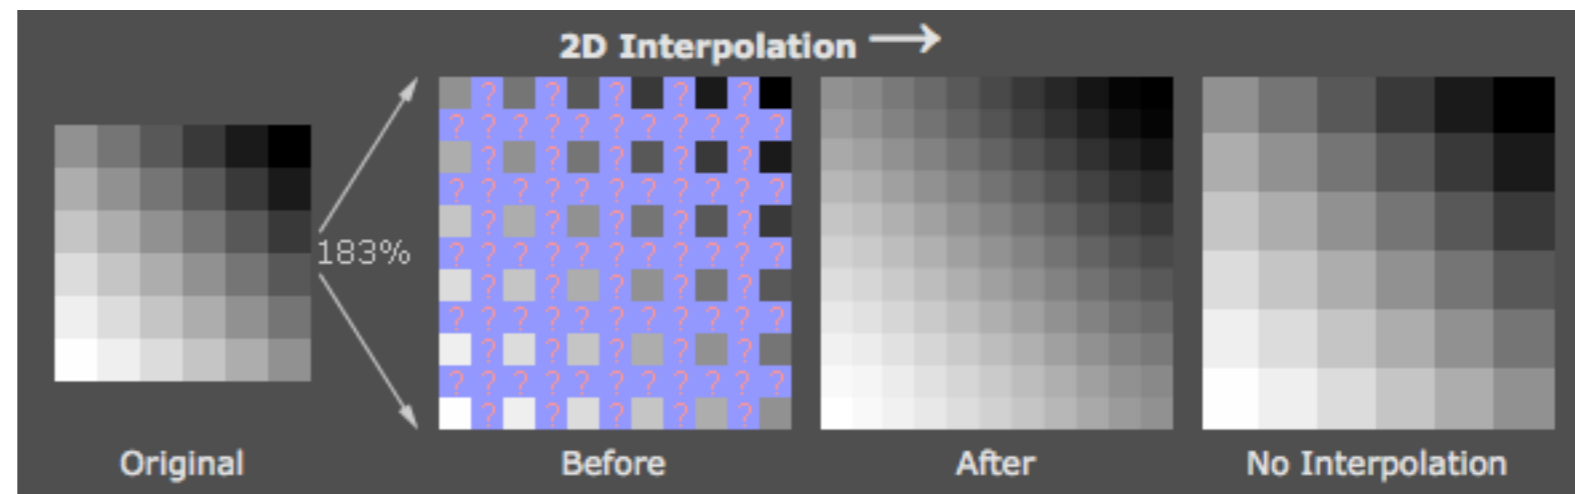 2D Interpolation →
? ? ? ? ?
? ? ? ? ? ? ? ? ? ? ?
? ? ? ? ?
? ? ? ? ? ? ? ? ? ? ?
? ? ? ? ?
183%
? ? ? ? ? ? ? ? ? ? ?
? ? ? ? ?
? ? ? ? ? ? ? ? ? ? ?
? ? ? ? ?
? ? ? ? ? ? ? ? ? ? ?
? ? ? ? ?
Original
Before
After
No Interpolation